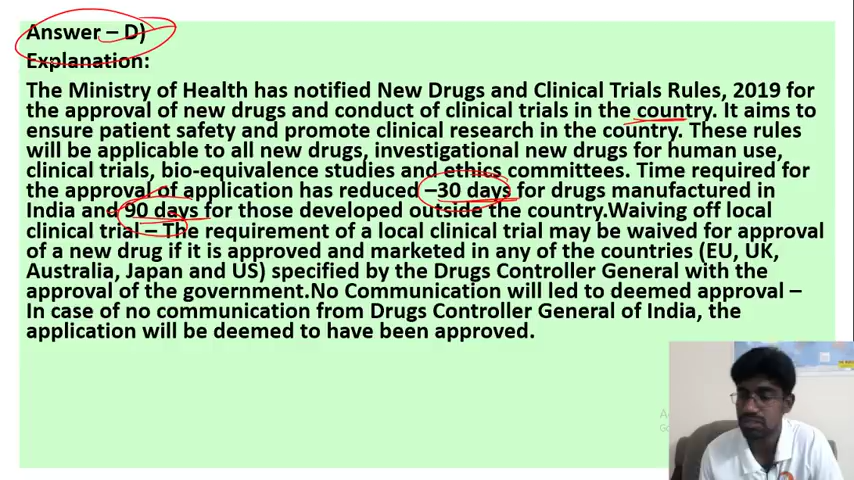 Answer – D)
Explanation:
The Ministry of Health has notified New Drugs and Clinical Trials Rules, 2019 for
the approval of new drugs and conduct of clinical trials in the country. It aims to
ensure patient safety and promote clinical research in the country. These rules
will be applicable to all new drugs, investigational new drugs for human use,
clinical trials, bio-equivalence studies and ethics committees. Time required for
the approval of application has reduced –30 days for drugs manufactured in
India and 90 days for those developed outside the country.Waiving off local
clinical trial – The requirement of a local clinical trial may be waived for approval
of a new drug if it is approved and marketed in any of the countries (EU, UK,
Australia, Japan and US) specified by the Drugs Controller General with the
approval of the government.No Communication will led to deemed approval –
In case of no communication from Drugs Controller General of India, the
application will be deemed to have been approved.